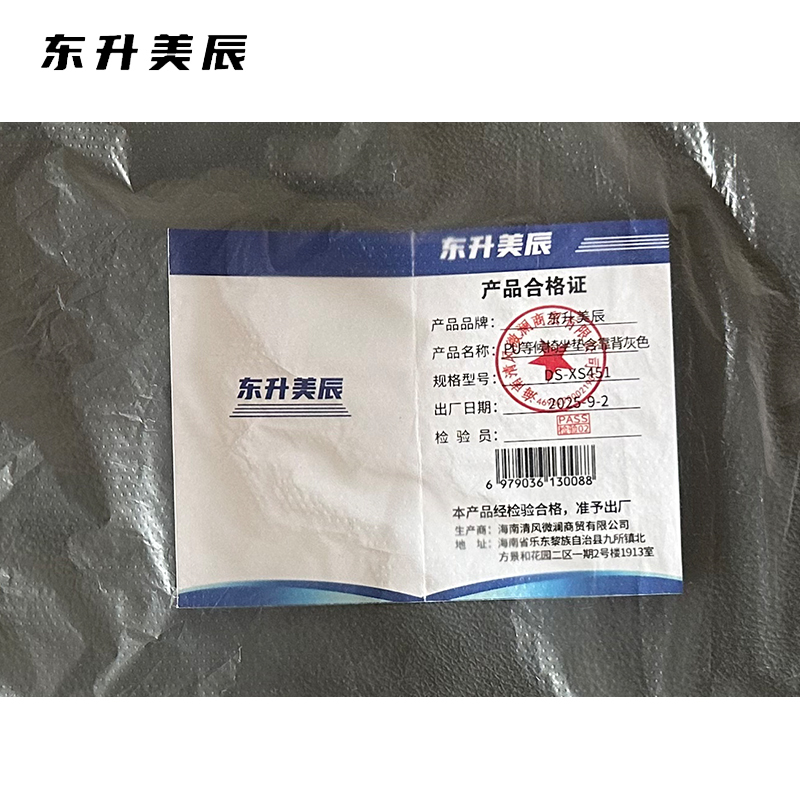 东升美辰
东升美辰
产品合格证
产品品牌：东升美辰
产品名称：PU等候椅坐垫含靠背灰色
规格型号：DS-XS451
出厂日期：2025-9-2
检 验 员：PASS
检验02
6 979036 130088
本产品经检验合格，准予出厂
生产商：海南清风微澜商贸有限公司
地 址：海南省乐东黎族自治县九所镇北
方景和花园二区一期2号楼1913室
东升美辰